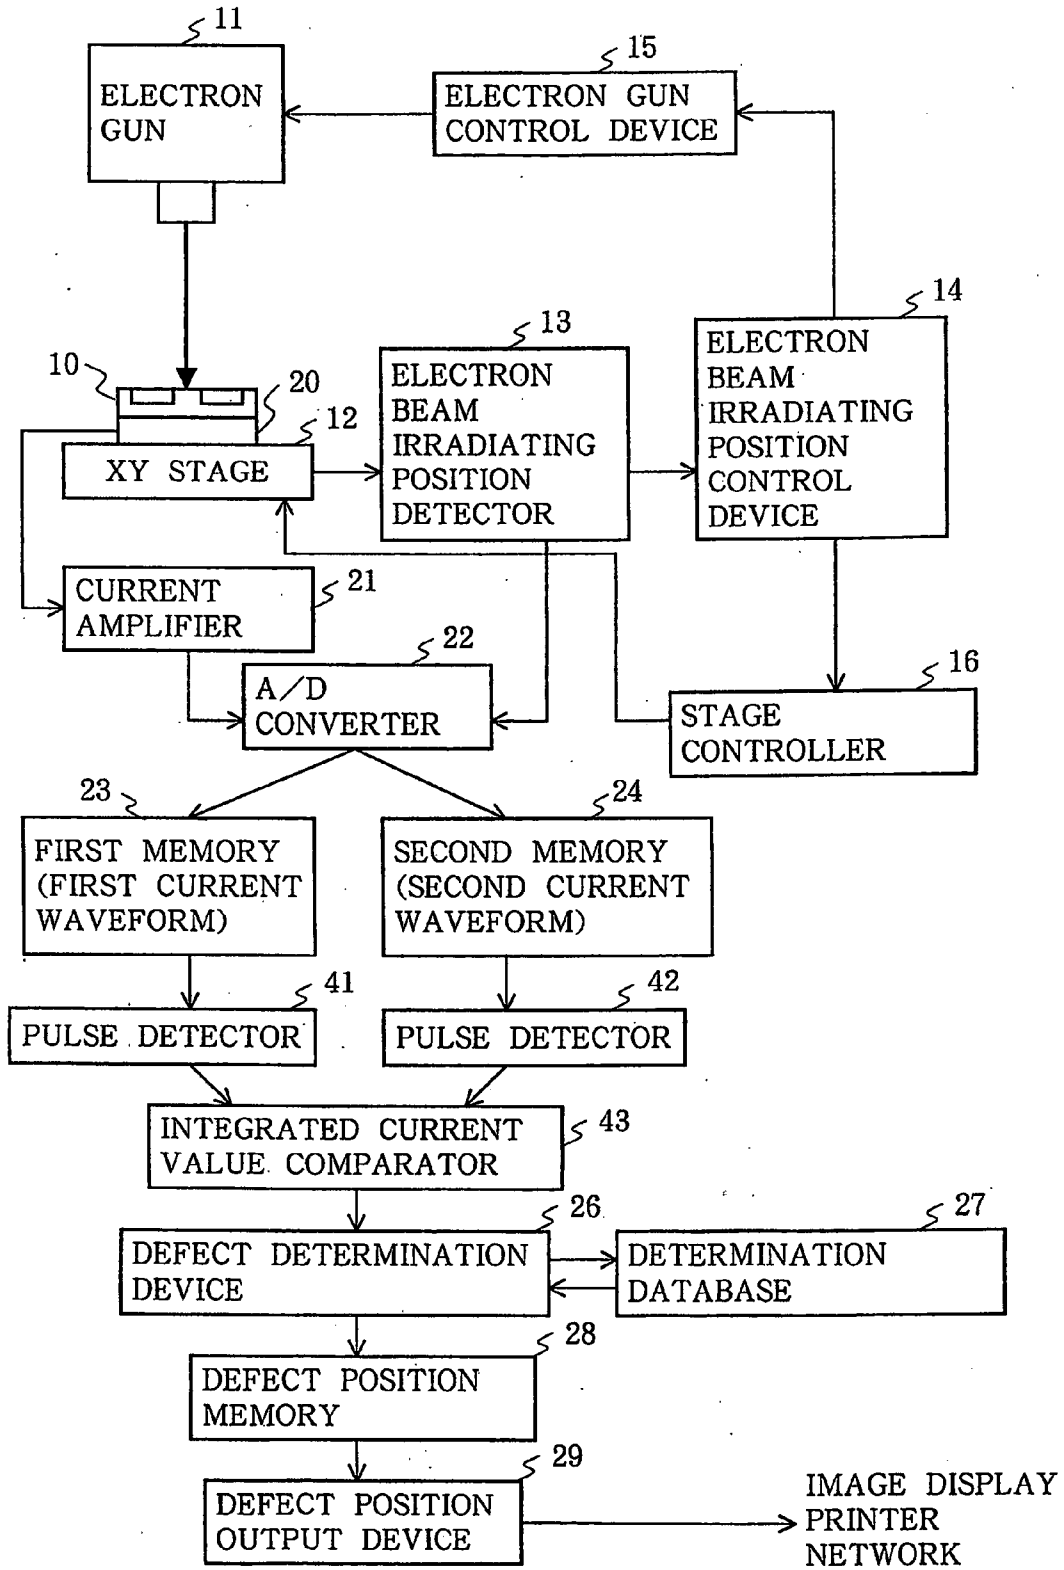 11
ELECTRON
GUN
15
ELECTRON GUN
CONTROL DEVICE
14
ELECTRON
BEAM
IRRADIATING
POSITION
CONTROL
DEVICE
13
ELECTRON
BEAM
IRRADIATING
POSITION
DETECTOR
10
20
12
XY STAGE
21
CURRENT
AMPLIFIER
22
A/D
CONVERTER
16
STAGE
CONTROLLER
23
FIRST MEMORY
(FIRST CURRENT
WAVEFORM)
24
SECOND MEMORY
(SECOND CURRENT
WAVEFORM)
41
PULSE DETECTOR
42
PULSE DETECTOR
43
INTEGRATED CURRENT
VALUE COMPARATOR
26
DEFECT DETERMINATION
DEVICE
27
DETERMINATION
DATABASE
28
DEFECT POSITION
MEMORY
29
DEFECT POSITION
OUTPUT DEVICE
IMAGE DISPLAY
PRINTER
NETWORK